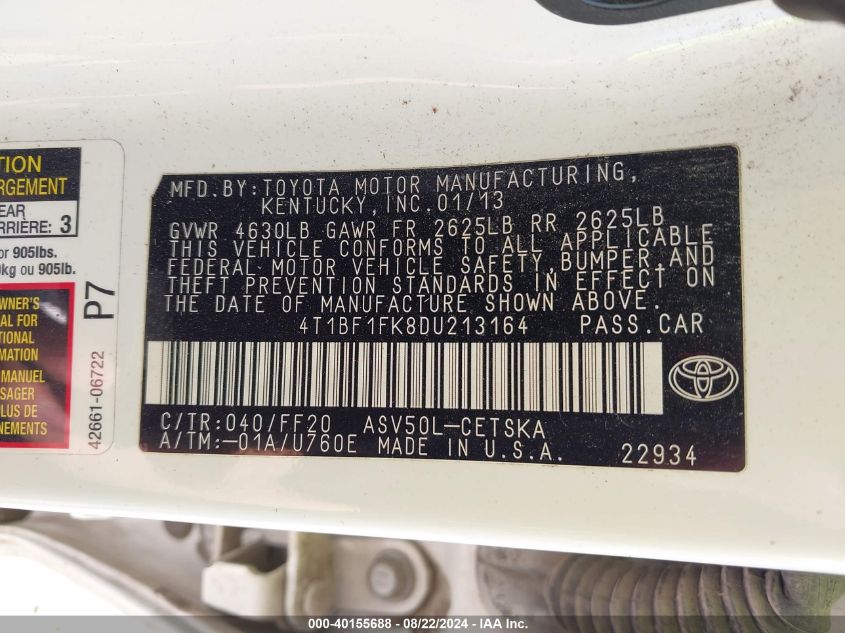 TION
RGEMENT
EAR
RRIÈRE: 3
or 905lbs.
0kg ou 905lb.
P7
WNER'S
AL FOR
TIONAL
RMATION
MANUEL
SAGER
PLUS DE
GNEMENTS
42661-06722
MFD. BY: TOYOTA MOTOR MANUFACTURING,
KENTUCKY, INC. 01/13
GVWR 4630LB GAWR FR 2625LB RR 2625LB
THIS VEHICLE CONFORMS TO ALL APPLICABLE
FEDERAL MOTOR VEHICLE SAFETY, BUMPER, AND
THEFT PREVENTION STANDARDS IN EFFECT ON
THE DATE OF MANUFACTURE SHOWN ABOVE.
4T1BF1FK8DU213164 PASS. CAR
C/TR: 040/FF20 ASV50L-CETSKA
A/TM:-01A/U760E MADE IN U.S.A. 22934
000-40155688 - 08/22/2024 - IAA Inc.